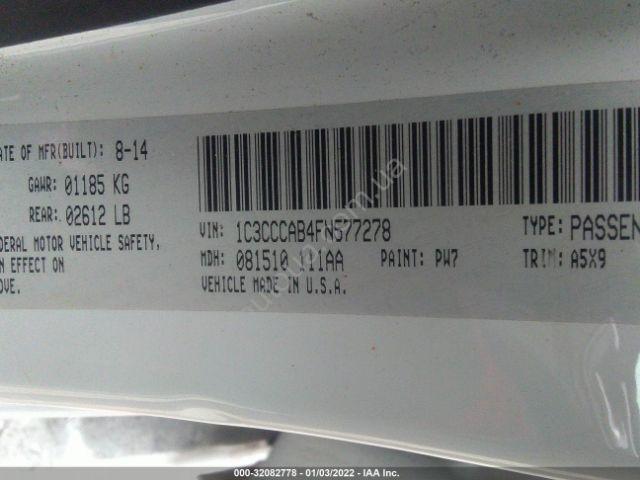 ATE OF MFR(BUILT): 8-14
GAWR: 01185 KG
REAR: 02612 LB
DERAL MOTOR VEHICLE SAFETY,
N EFFECT ON
OVE.
VIN: 1C3CCCAB4FN577278
TYPE: PASSEN
MDH: 081510 111AA
PAINT: PW7
TRIM: A5X9
VEHICLE MADE IN U.S.A.
000-32082778 - 01/03/2022 - IAA Inc.